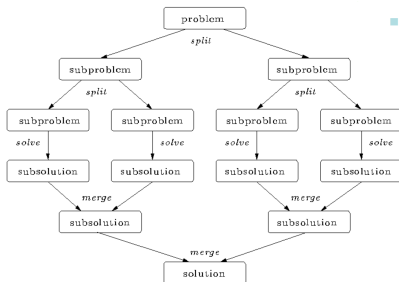 problem
split
subproblem subproblem
split split
subproblem subproblem subproblem subproblem
solve solve solve solve
subsolution subsolution subsolution subsolution
merge merge
subsolution subsolution
merge
solution